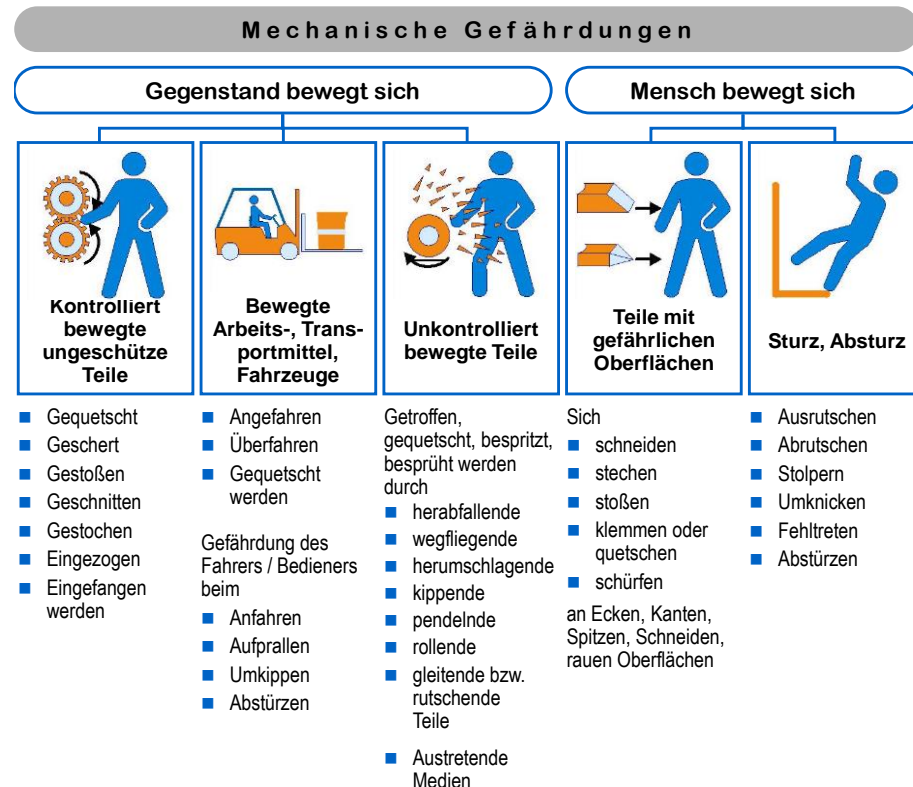 Mechanische Gefährdungen
Gegenstand bewegt sich
Mensch bewegt sich
Kontrolliert
bewegte
ungeschütze
Teile
Gequetscht
Geschert
Gestoßen
Geschnitten
Gestochen
Eingezogen
Eingefangen
werden
Bewegte
Arbeits-, Trans-
portmittel,
Fahrzeuge
Angefahren
Überfahren
Gequetscht
werden
Gefährdung des
Fahrers / Bedieners
beim
Anfahren
Aufprallen
Umkippen
Abstürzen
Unkontrolliert
bewegte Teile
Getroffen,
gequetscht, bespritzt,
besprüht werden
durch
herabfallende
wegfliegende
herumschlagende
kippende
pendelnde
rollende
gleitende bzw.
rutschende
Teile
Austretende
Medien
Teile mit
gefährlichen
Oberflächen
Sich
schneiden
stechen
stoßen
klemmen oder
quetschen
schürfen
an Ecken, Kanten,
Spitzen, Schneiden,
rauen Oberflächen
Sturz, Absturz
Ausrutschen
Abrutschen
Stolpern
Umknicken
Fehltreten
Abstürzen